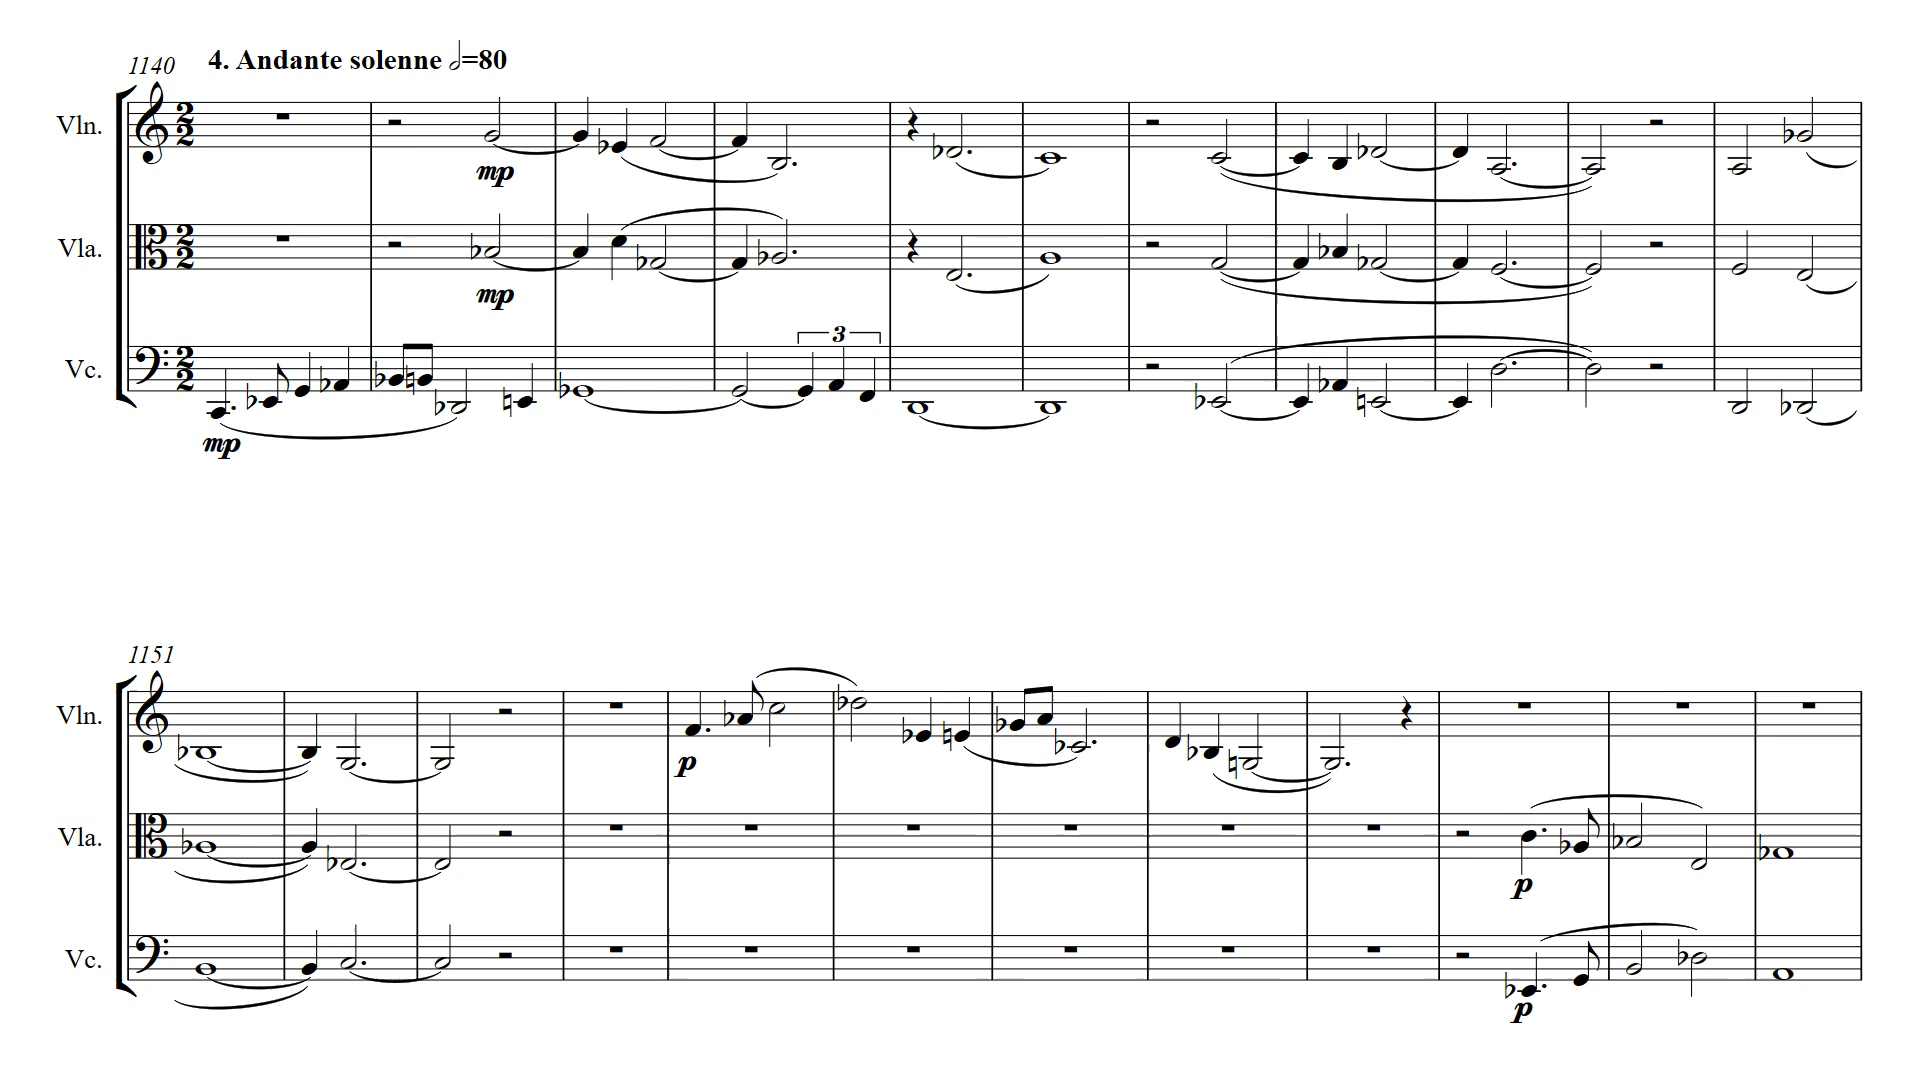 1140 4. Andante solenne 𝅗𝅥=80
Vln.
mp
Vla.
mp
3
Vc.
mp
1151
Vln.
p
Vla.
p
Vc.
p